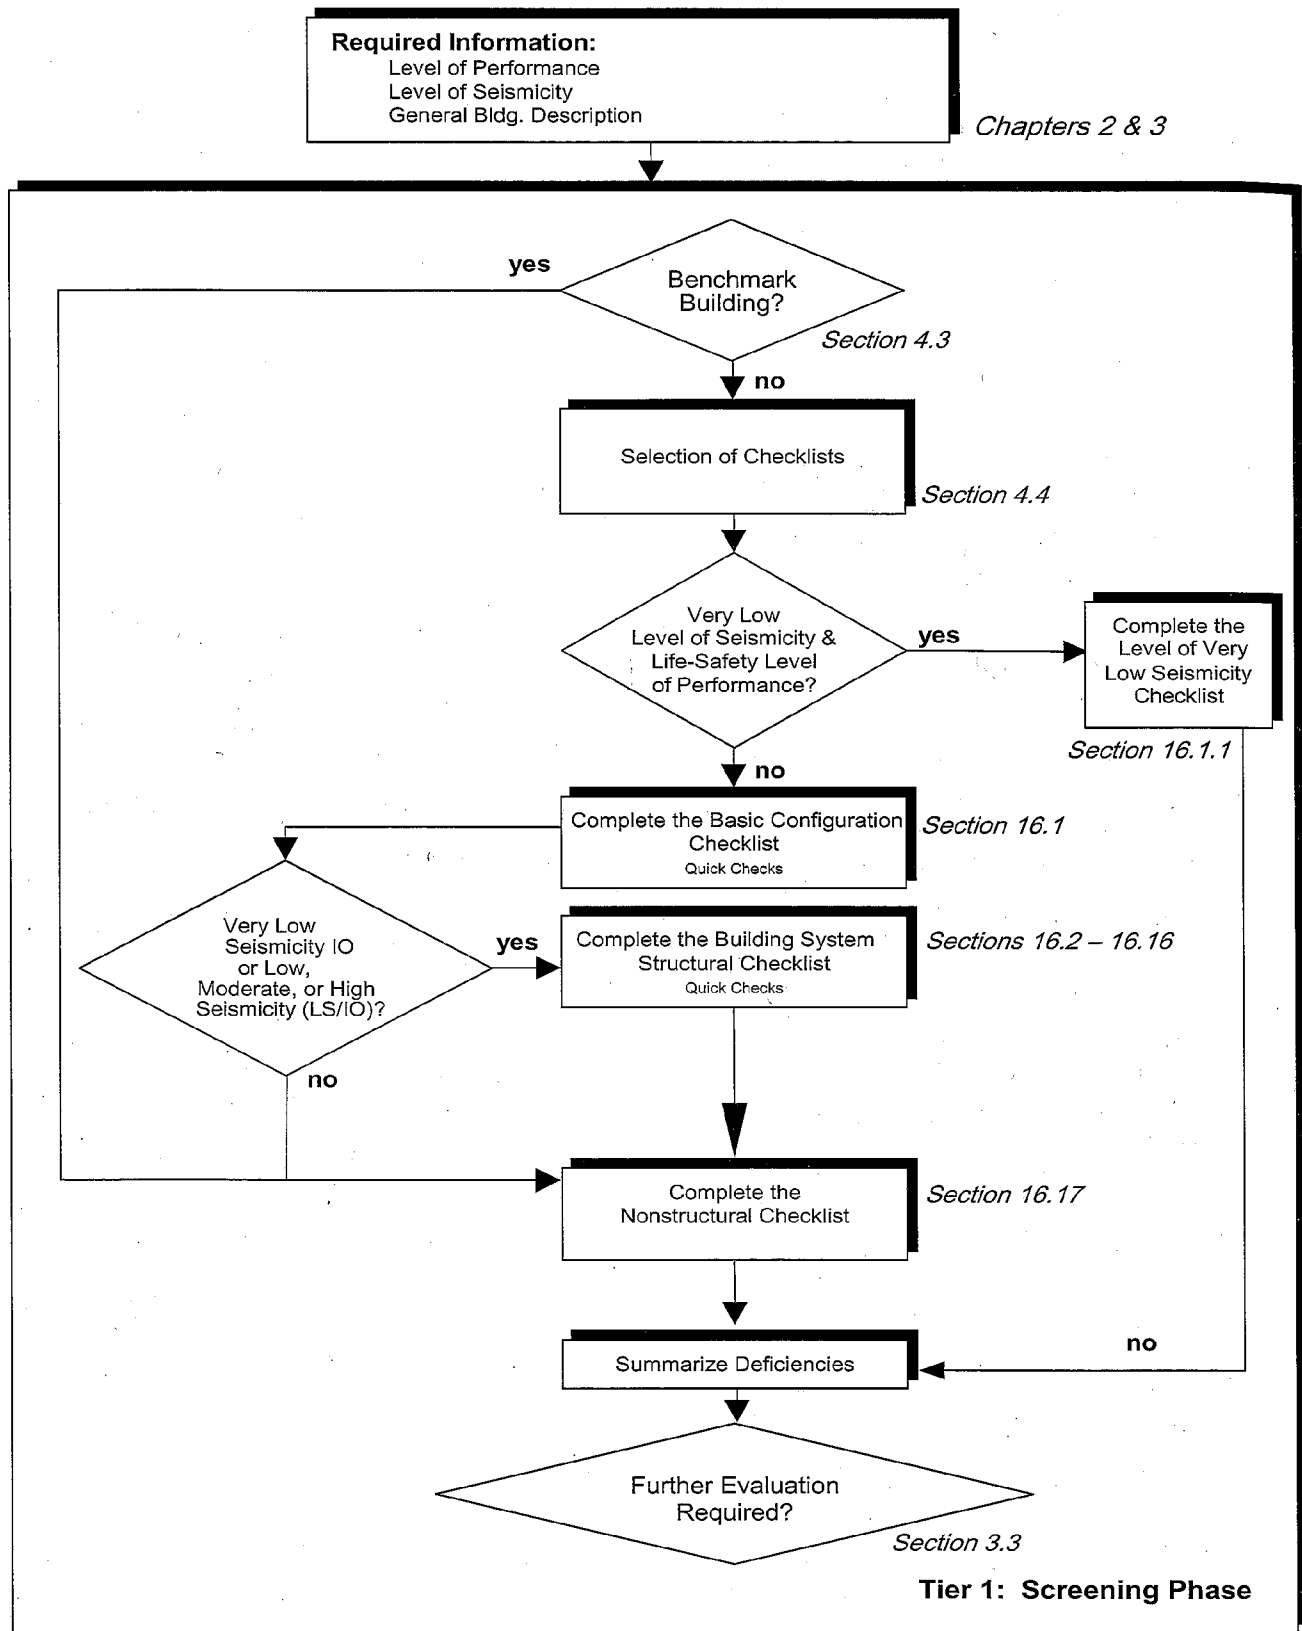 Required Information:
Level of Performance
Level of Seismicity
General Bldg. Description
Chapters 2 & 3
yes
Benchmark
Building?
Section 4.3
no
Selection of Checklists
Section 4.4
Very Low
Level of Seismicity &
Life-Safety Level
of Performance?
yes
Complete the
Level of Very
Low Seismicity
Checklist
Section 16.1.1
no
Complete the Basic Configuration
Checklist
Quick Checks
Section 16.1
Very Low
Seismicity IO
or Low,
Moderate, or High
Seismicity (LS/IO)?
yes
Complete the Building System
Structural Checklist
Quick Checks
Sections 16.2 – 16.16
no
Complete the
Nonstructural Checklist
Section 16.17
no
Summarize Deficiencies
Further Evaluation
Required?
Section 3.3
Tier 1: Screening Phase